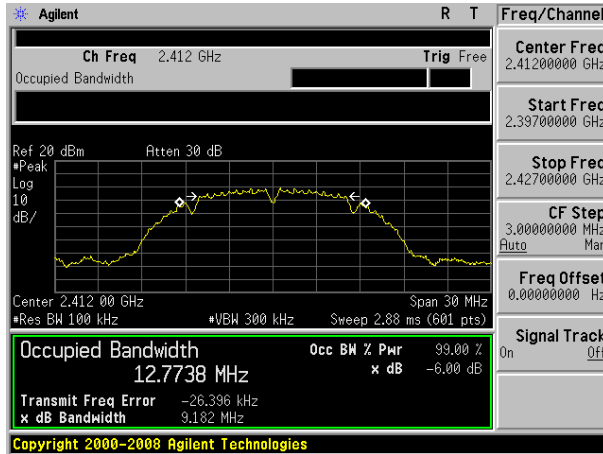 Agilent R T Freq/Channel
Ch Freq 2.412 GHz Trig Free
Occupied Bandwidth
Center Freq
2.41200000 GHz
Start Freq
2.39700000 GHz
Stop Freq
2.42700000 GHz
CF Step
3.00000000 MHz
Auto Man
Freq Offset
0.00000000 Hz
Signal Track
On Off
Ref 20 dBm Atten 30 dB
#Peak
Log
10
dB/
Center 2.412 00 GHz Span 30 MHz
#Res BW 100 kHz #VBW 300 kHz Sweep 2.88 ms (601 pts)
Occupied Bandwidth Occ BW % Pwr 99.00 %
12.7738 MHz x dB -6.00 dB
Transmit Freq Error -26.396 kHz
x dB Bandwidth 9.182 MHz
Copyright 2000-2008 Agilent Technologies